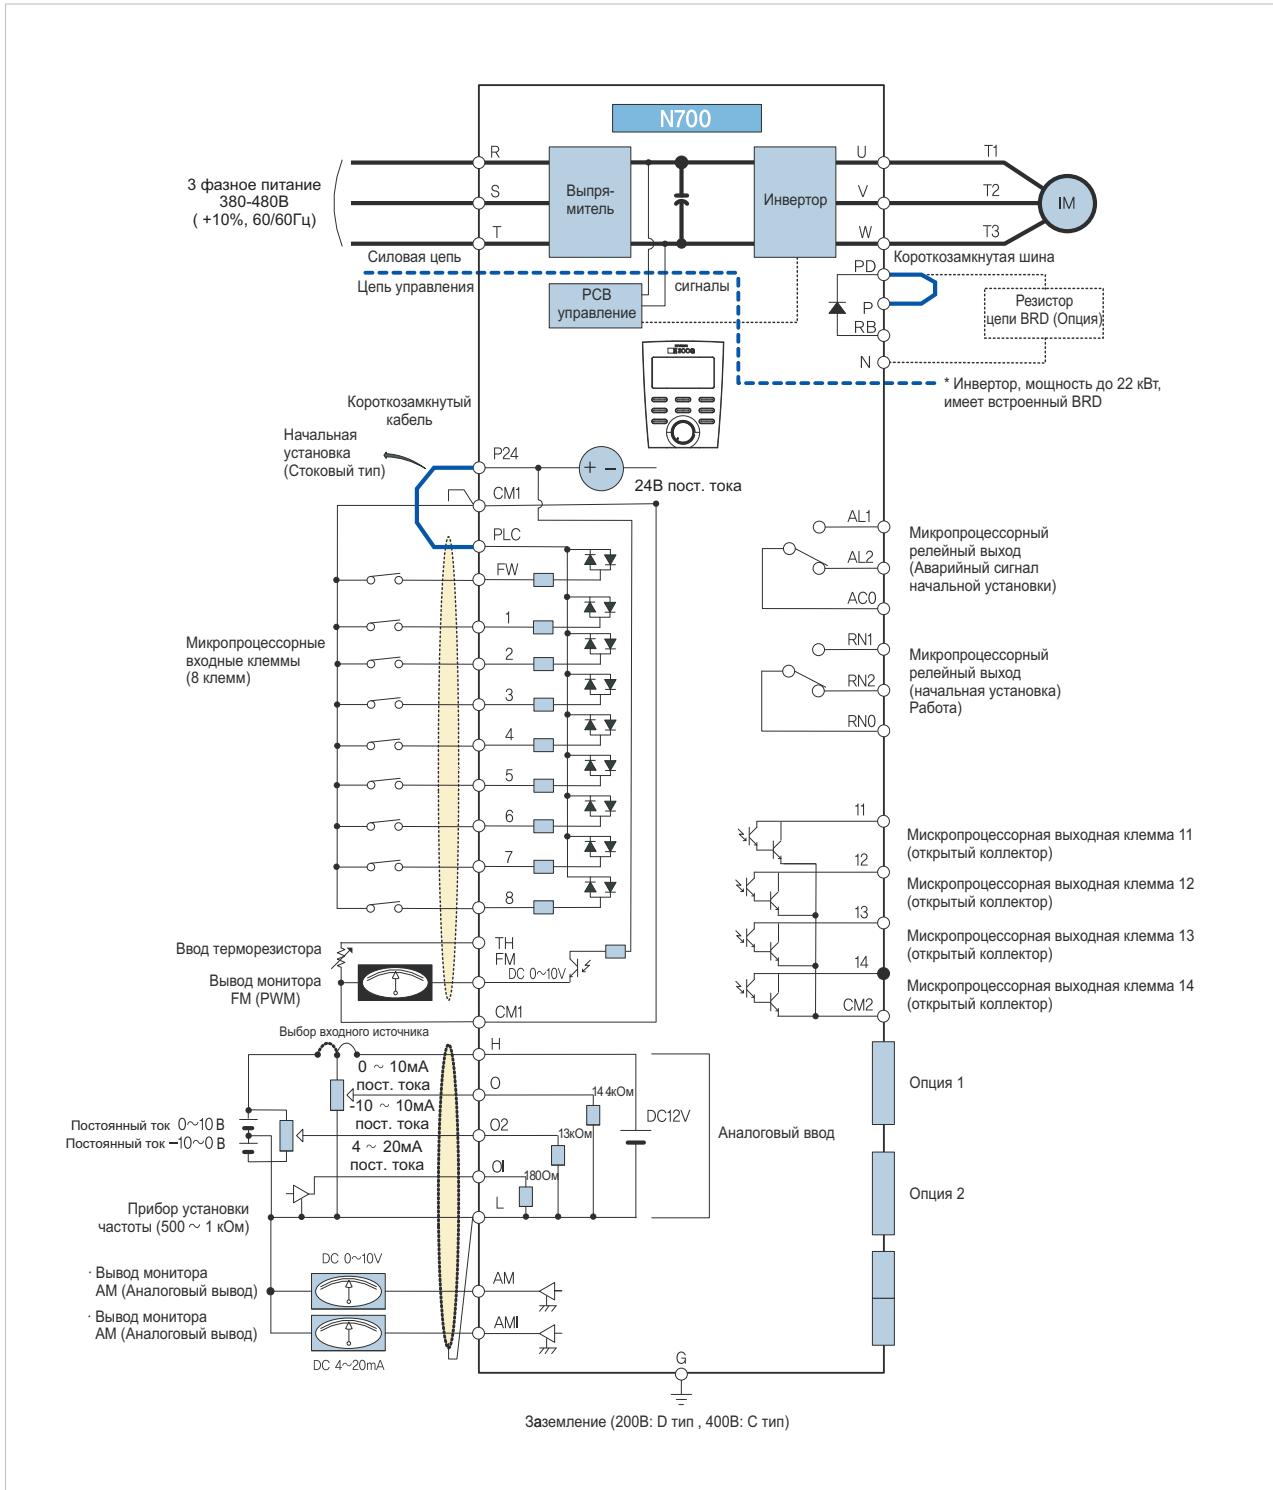 N700
R
S
T
3 фазное питание
380-480В
( +10%, 60/60Гц)
Выпря-
митель
Инвертор
U
V
W
T1
T2
T3
IM
Силовая цепь
Цепь управления
сигналы
PCB
управление
PD
P
RB
N
Короткозамкнутая шина
Резистор
цепи BRD (Опция)
* Инвертор, мощность до 22 кВт,
имеет встроенный BRD
Короткозамкнутый
кабель
Начальная
установка
(Стоковый тип)
P24
24В пост. тока
CM1
PLC
FW
1
2
3
4
5
6
7
8
Микропроцессорные
входные клеммы
(8 клемм)
AL1
AL2
AC0
Микропроцессорный
релейный выход
(Аварийный сигнал
начальной установки)
RN1
RN2
RN0
Микропроцессорный
релейный выход
(начальная установка)
Работа)
11
12
13
14
CM2
Мискропроцессорная выходная клемма 11
(открытый коллектор)
Мискропроцессорная выходная клемма 12
(открытый коллектор)
Мискропроцессорная выходная клемма 13
(открытый коллектор)
Мискропроцессорная выходная клемма 14
(открытый коллектор)
Ввод терморезистора
TH
FM
DC 0~10V
Вывод монитора
FM (PWM)
CM1
Выбор входного источника
H
0 ~ 10мА
пост. тока
O
-10 ~ 10мА
пост. тока
O2
4 ~ 20мА
пост. тока
OI
L
144кОм
13кОм
180Ом
DC12V
Аналоговый ввод
Постоянный ток 0~10 В
Постоянный ток −10~0 В
Прибор установки
частоты (500 ~ 1 кОм)
Опция 1
Опция 2
DC 0~10V
· Вывод монитора
АМ (Аналоговый вывод)
AM
· Вывод монитора
АМ (Аналоговый вывод)
AMI
DC 4~20mA
G
Заземление (200В: D тип , 400В: С тип)